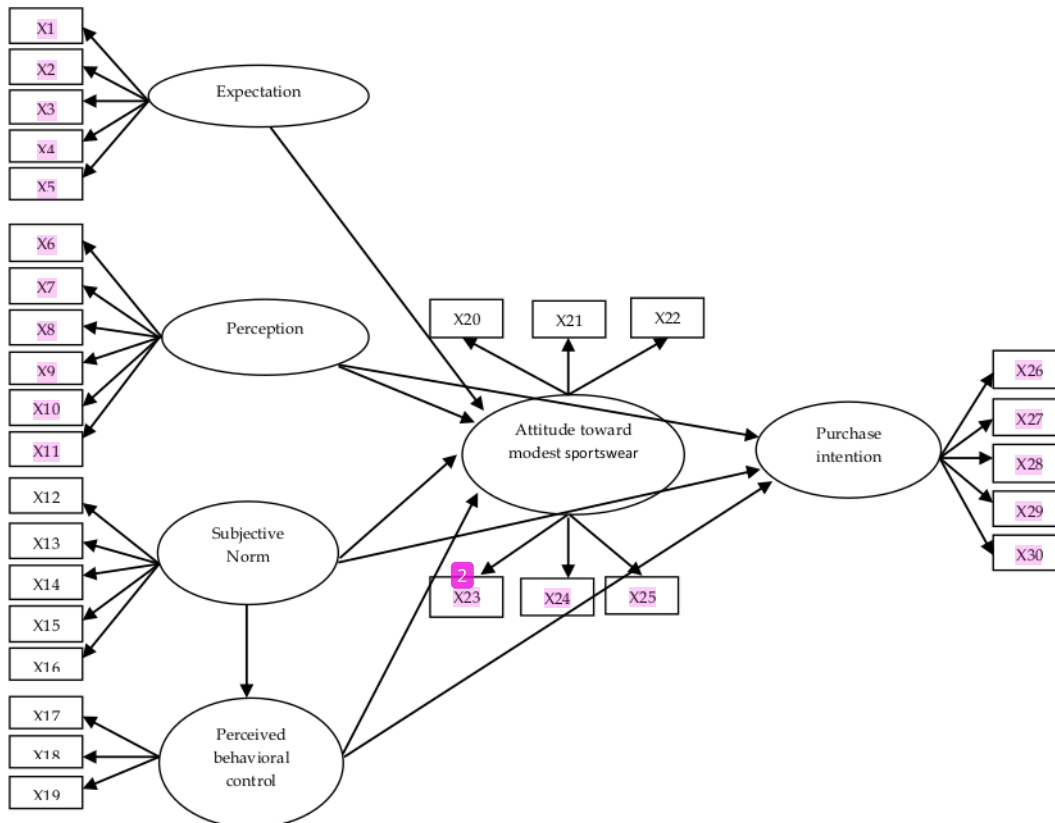 X1
X2
X3
X4
X5
Expectation
X6
X7
X8
X9
X10
X11
Perception
X20
X21
X22
Attitude toward
modest sportswear
Purchase
intention
X26
X27
X28
X29
X30
X12
X13
X14
X15
X16
Subjective
Norm
2
X23
X24
X25
X17
X18
X19
Perceived
behavioral
control